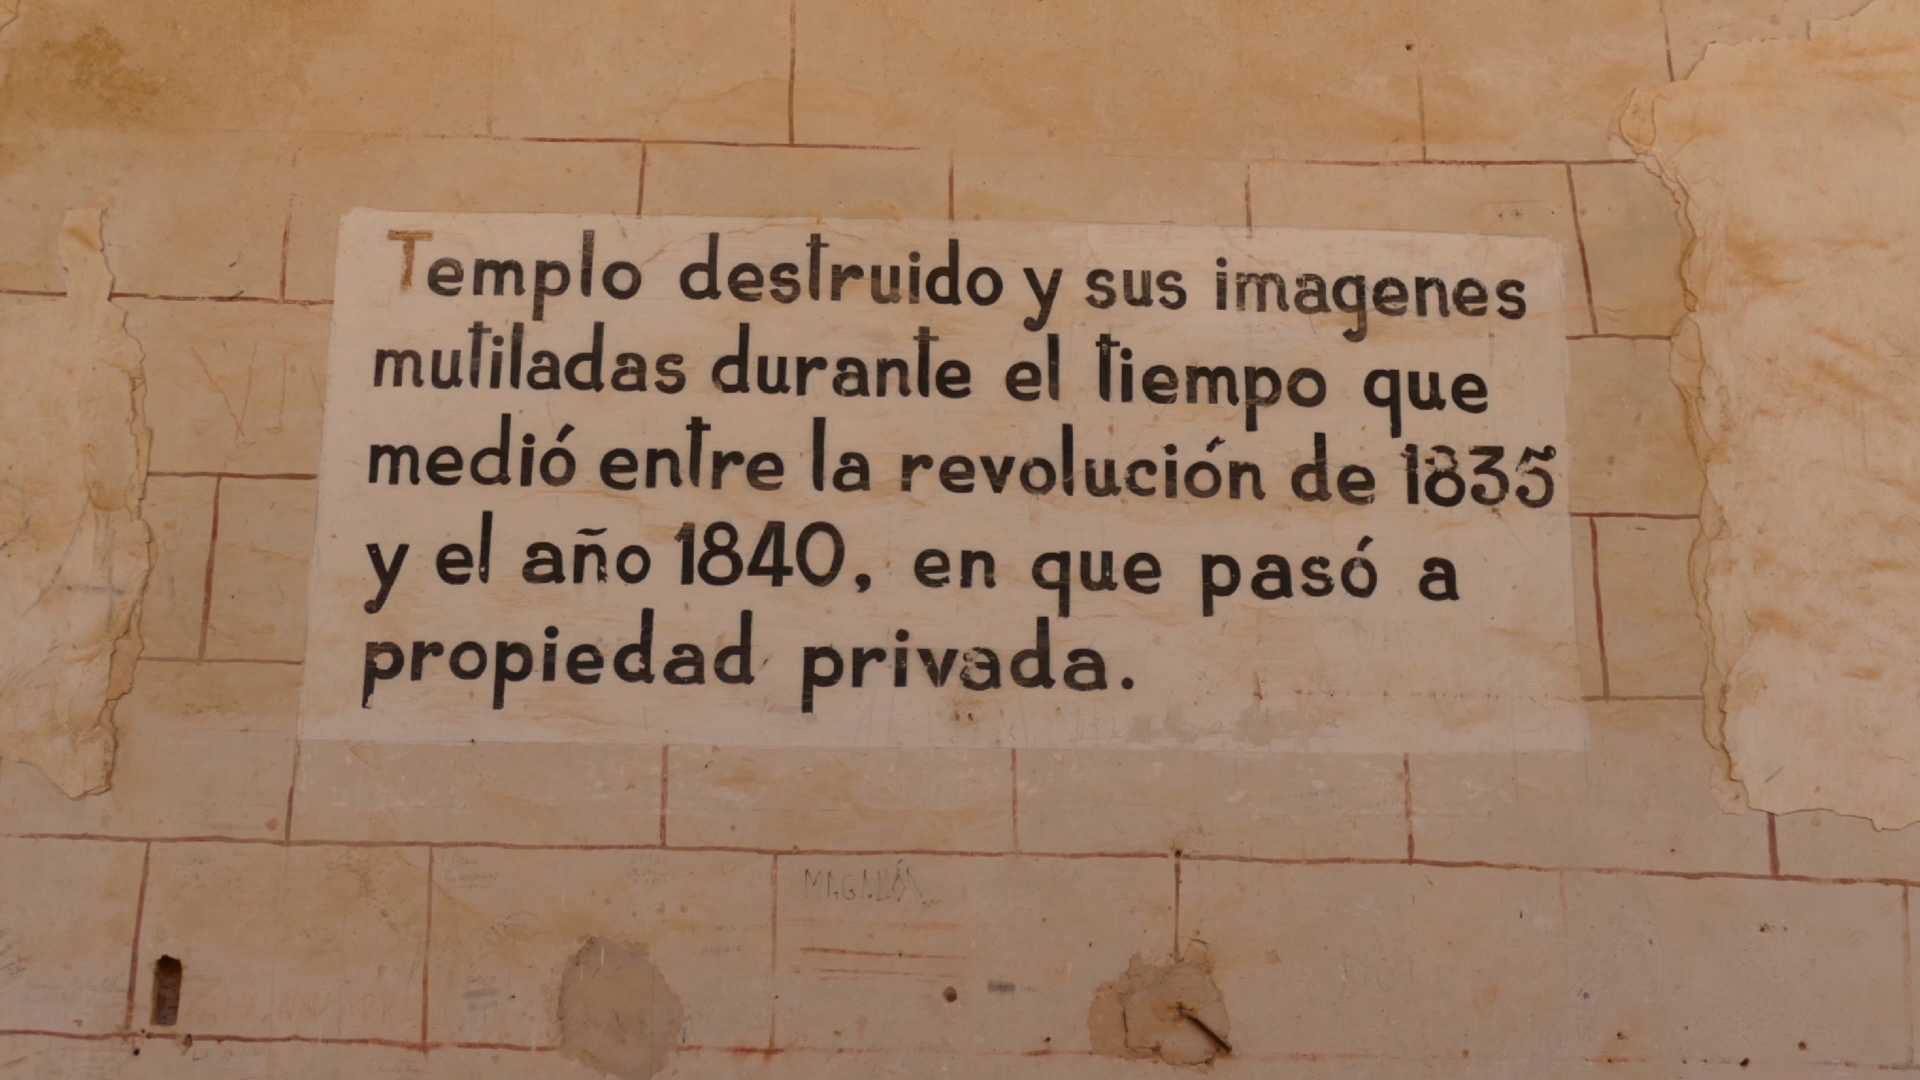 Templo destruido y sus imagenes
mutiladas durante el tiempo que
medió entre la revolución de 1835
y el año 1840, en que pasó a
propiedad privada.